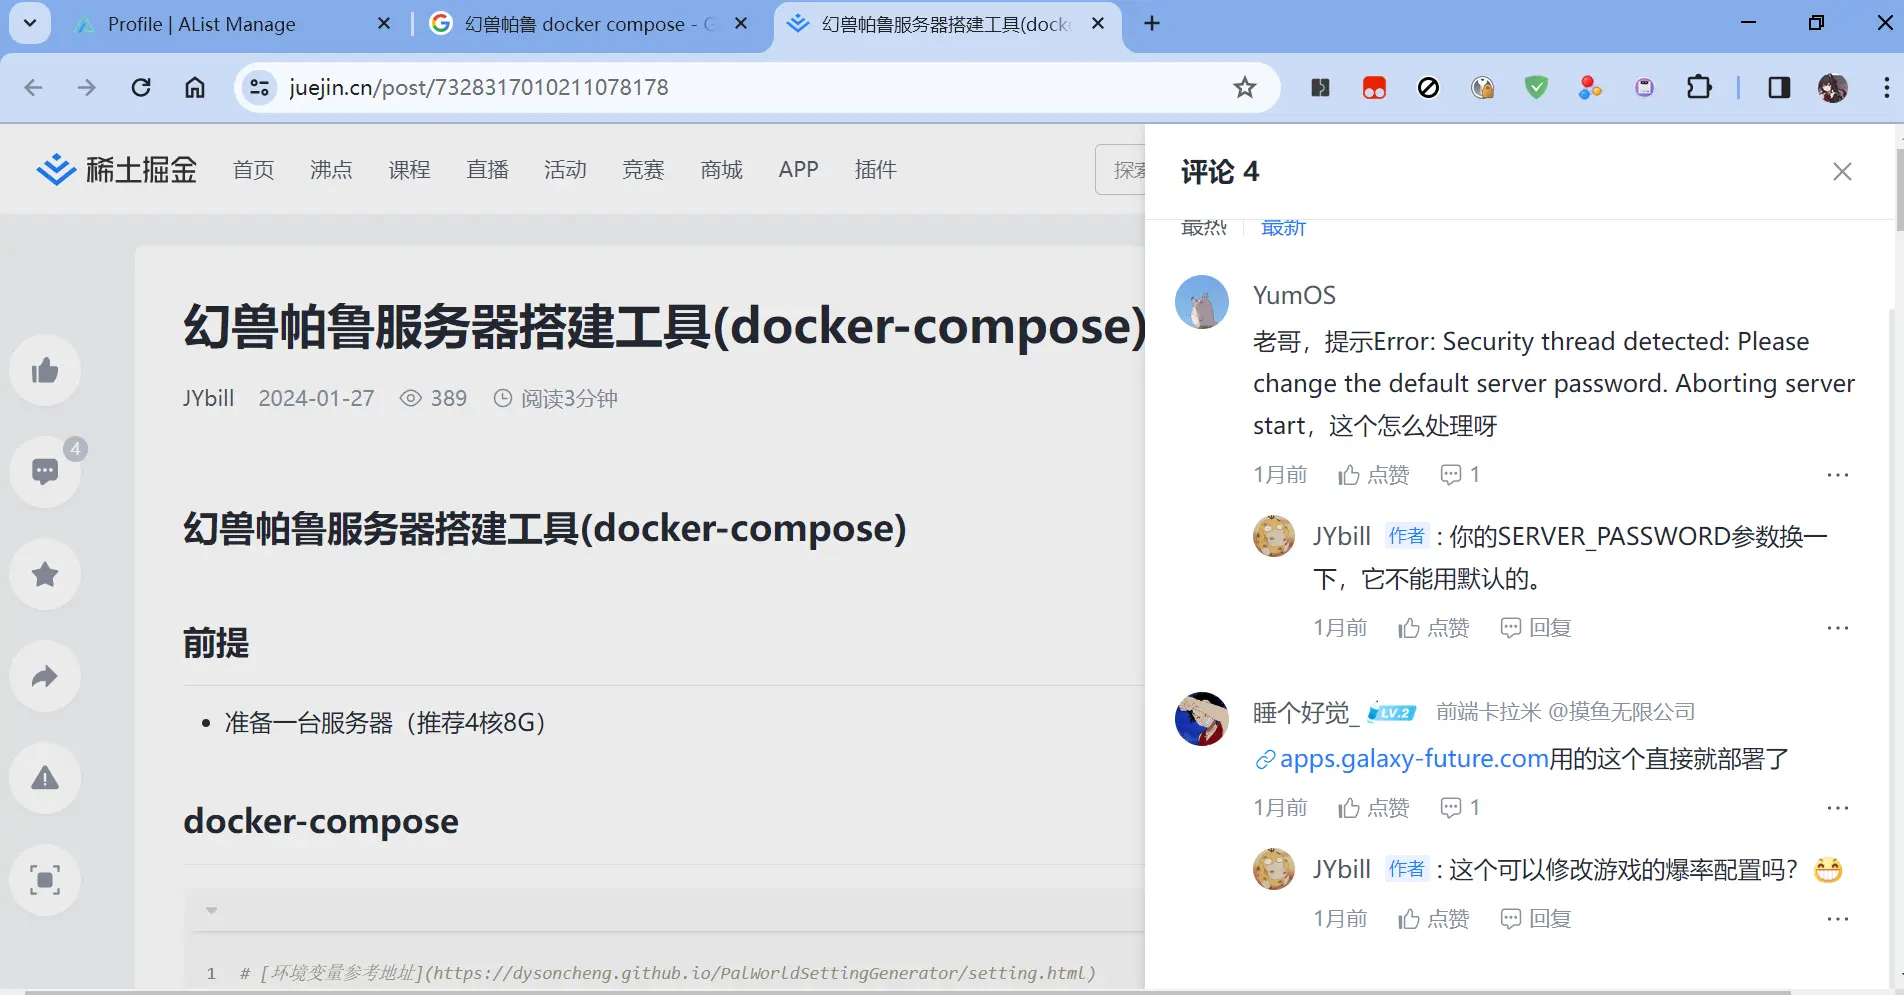 Profile | AList Manage
幻兽帕鲁 docker compose - G
幻兽帕鲁服务器搭建工具(dock
juejin.cn/post/7328317010211078178
稀土掘金
首页
沸点
课程
直播
活动
竞赛
商城
APP
插件
探索
幻兽帕鲁服务器搭建工具(docker-compose)
JYbill
2024-01-27
389
阅读3分钟
4
幻兽帕鲁服务器搭建工具(docker-compose)
前提
准备一台服务器（推荐4核8G）
docker-compose
1 # [环境变量参考地址](https://dysoncheng.github.io/PalWorldSettingGenerator/setting.html)
评论 4
最热
最新
YumOS
老哥，提示Error: Security thread detected: Please
change the default server password. Aborting server
start，这个怎么处理呀
1月前
点赞
1
JYbill 作者 : 你的SERVER_PASSWORD参数换一
下，它不能用默认的。
1月前
点赞
回复
睡个好觉_ LV.2 前端卡拉米 @摸鱼无限公司
apps.galaxy-future.com用的这个直接就部署了
1月前
点赞
1
JYbill 作者 : 这个可以修改游戏的爆率配置吗？
1月前
点赞
回复